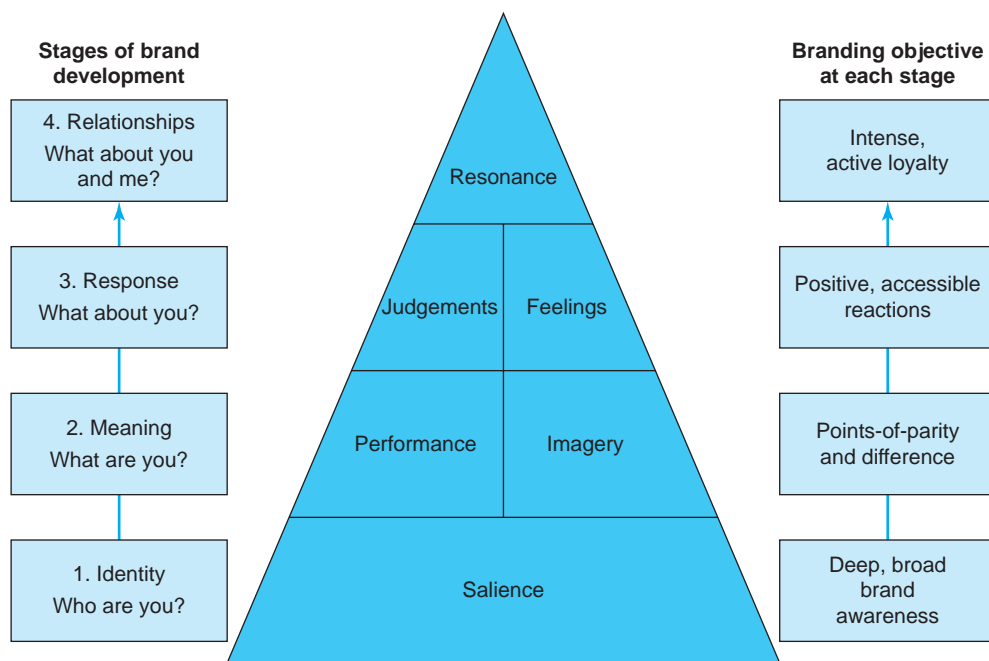 Stages of brand
development
4. Relationships
What about you
and me?
3. Response
What about you?
2. Meaning
What are you?
1. Identity
Who are you?
Resonance
Judgements
Feelings
Performance
Imagery
Salience
Branding objective
at each stage
Intense,
active loyalty
Positive, accessible
reactions
Points-of-parity
and difference
Deep, broad
brand
awareness